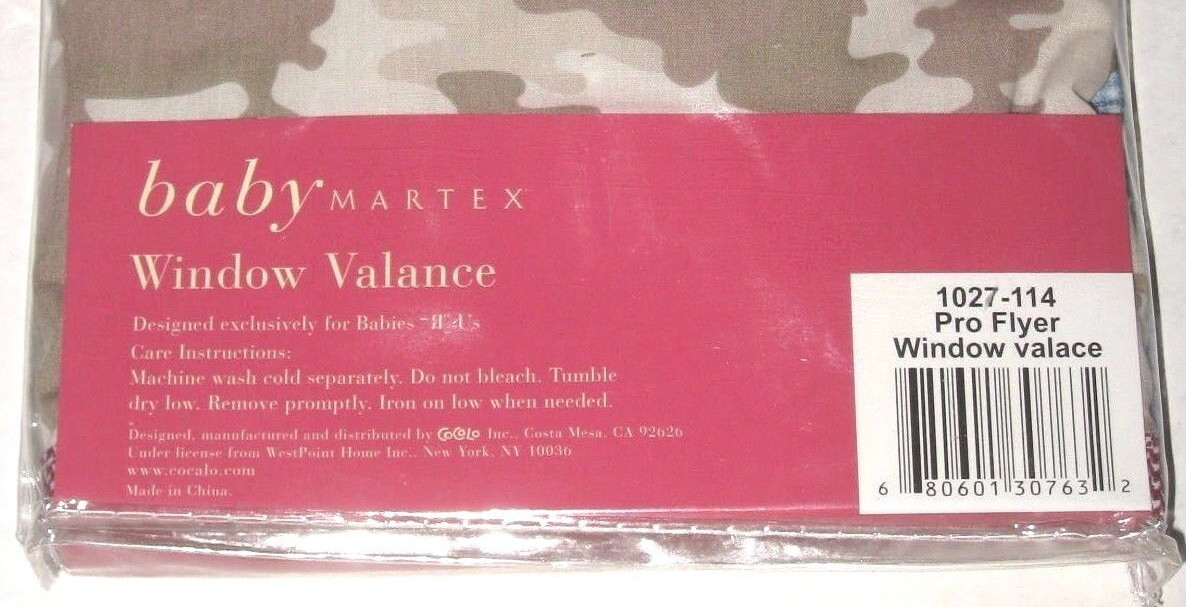 baby MARTEX
Window Valance
Designed exclusively for Babies "R" Us
Care Instructions:
Machine wash cold separately. Do not bleach. Tumble
dry low. Remove promptly. Iron on low when needed.
Designed, manufactured and distributed by CoCaLo Inc., Costa Mesa, CA 92626
Under license from WestPoint Home Inc., New York, NY 10036
www.cocalo.com
Made in China.
1027-114
Pro Flyer
Window valace
6 80601 30763 2